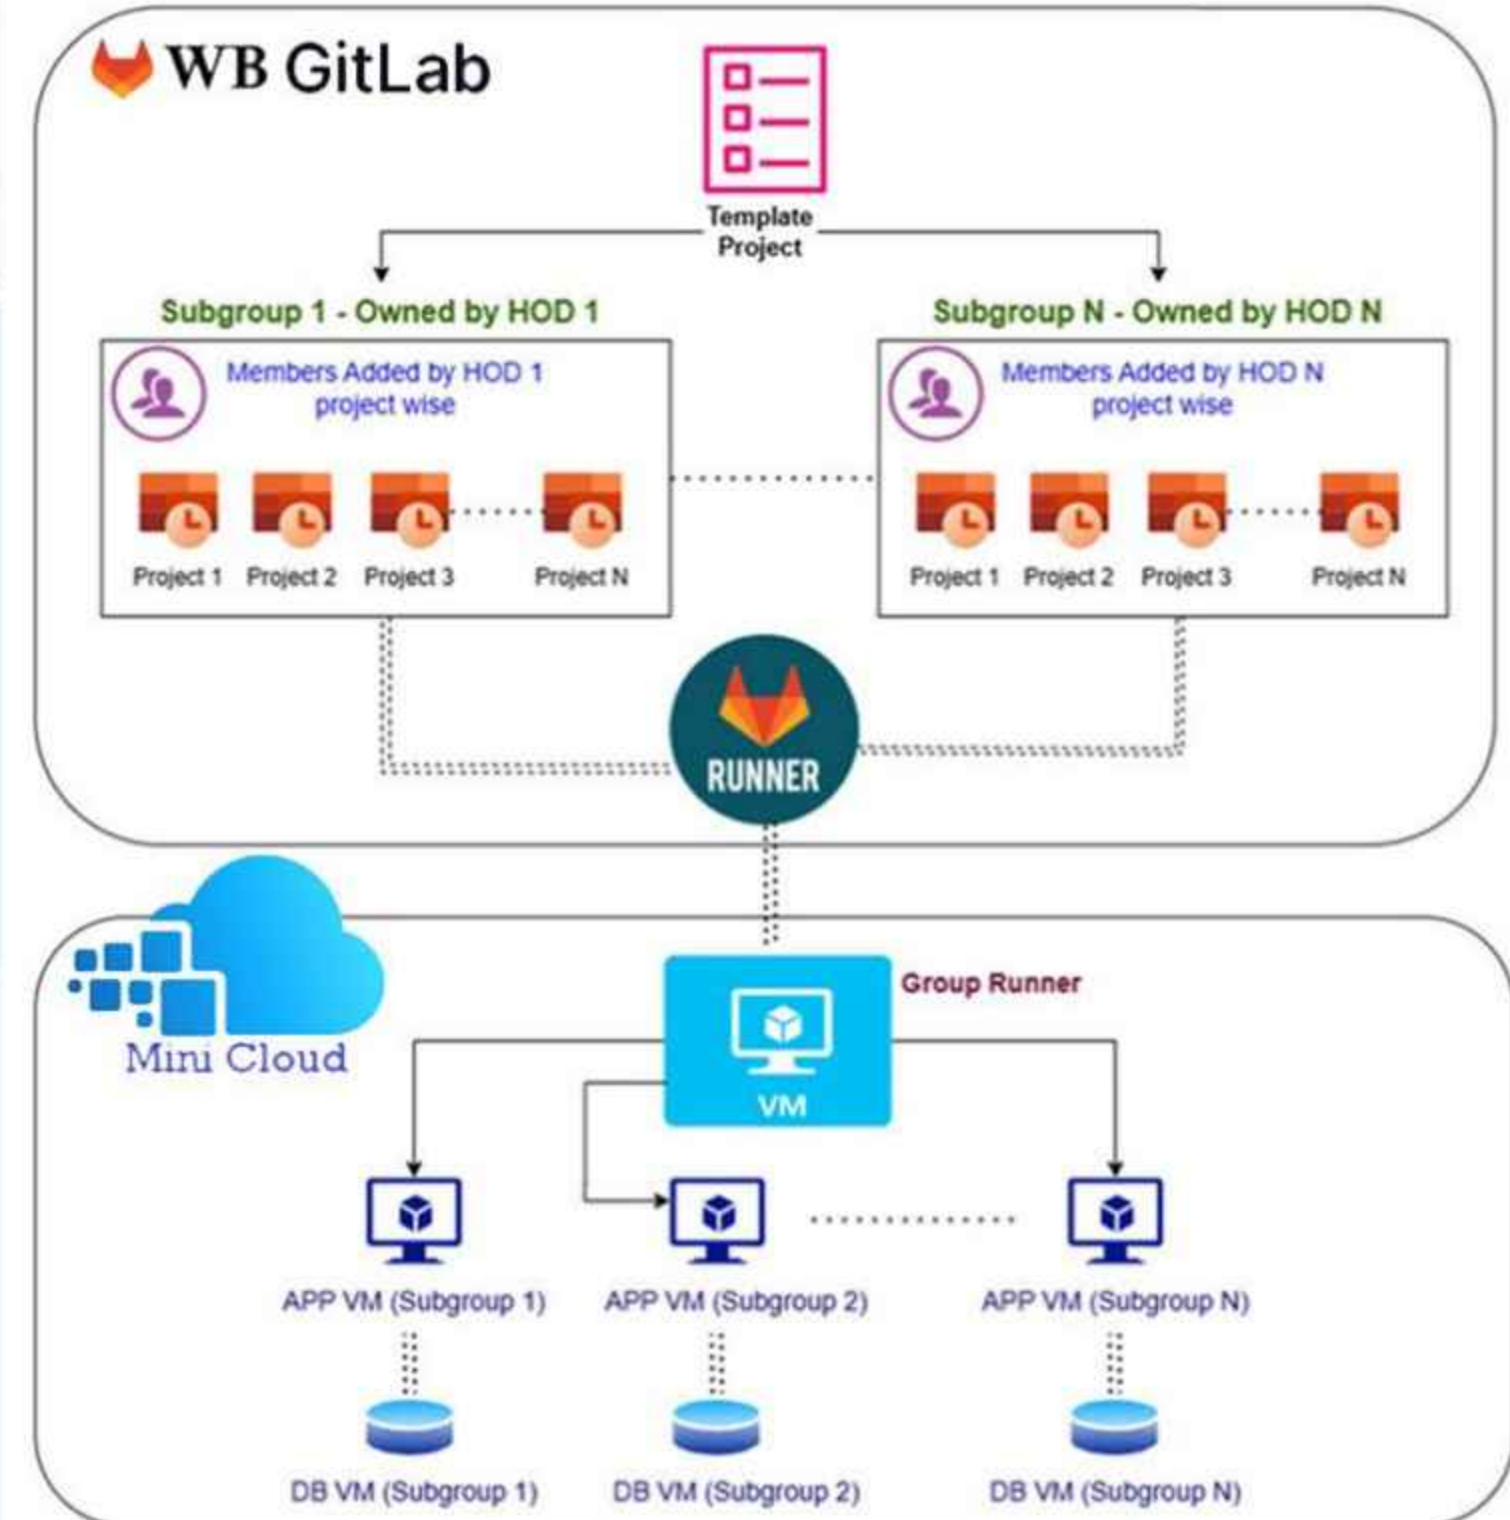 WB GitLab
Template
Project
Subgroup 1 - Owned by HOD 1
Subgroup N - Owned by HOD N
Members Added by HOD 1
project wise
Members Added by HOD N
project wise
Project 1
Project 2
Project 3
Project N
Project 1
Project 2
Project 3
Project N
RUNNER
Mini Cloud
Group Runner
VM
APP VM (Subgroup 1)
APP VM (Subgroup 2)
APP VM (Subgroup N)
DB VM (Subgroup 1)
DB VM (Subgroup 2)
DB VM (Subgroup N)